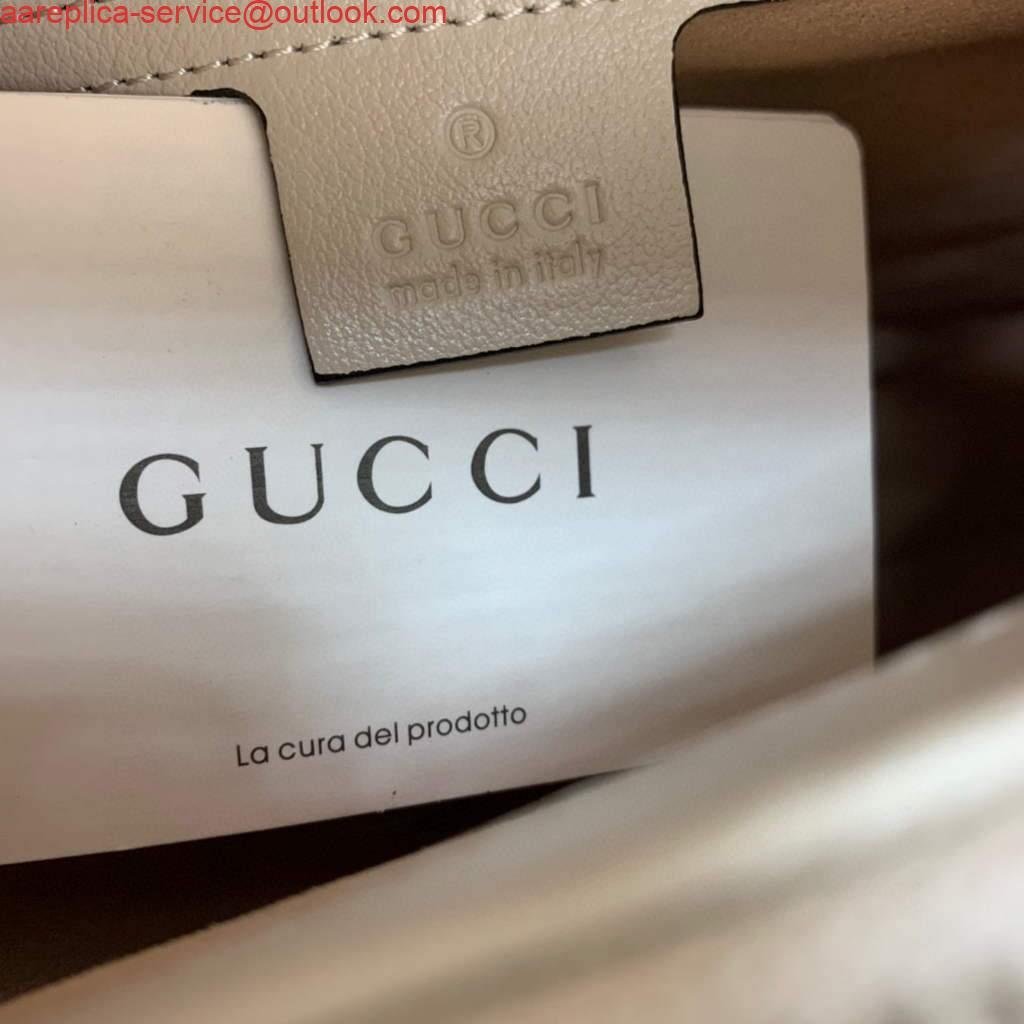 aareplica-service@outlook.com
®
GUCCI
made in italy
GUCCI
La cura del prodotto